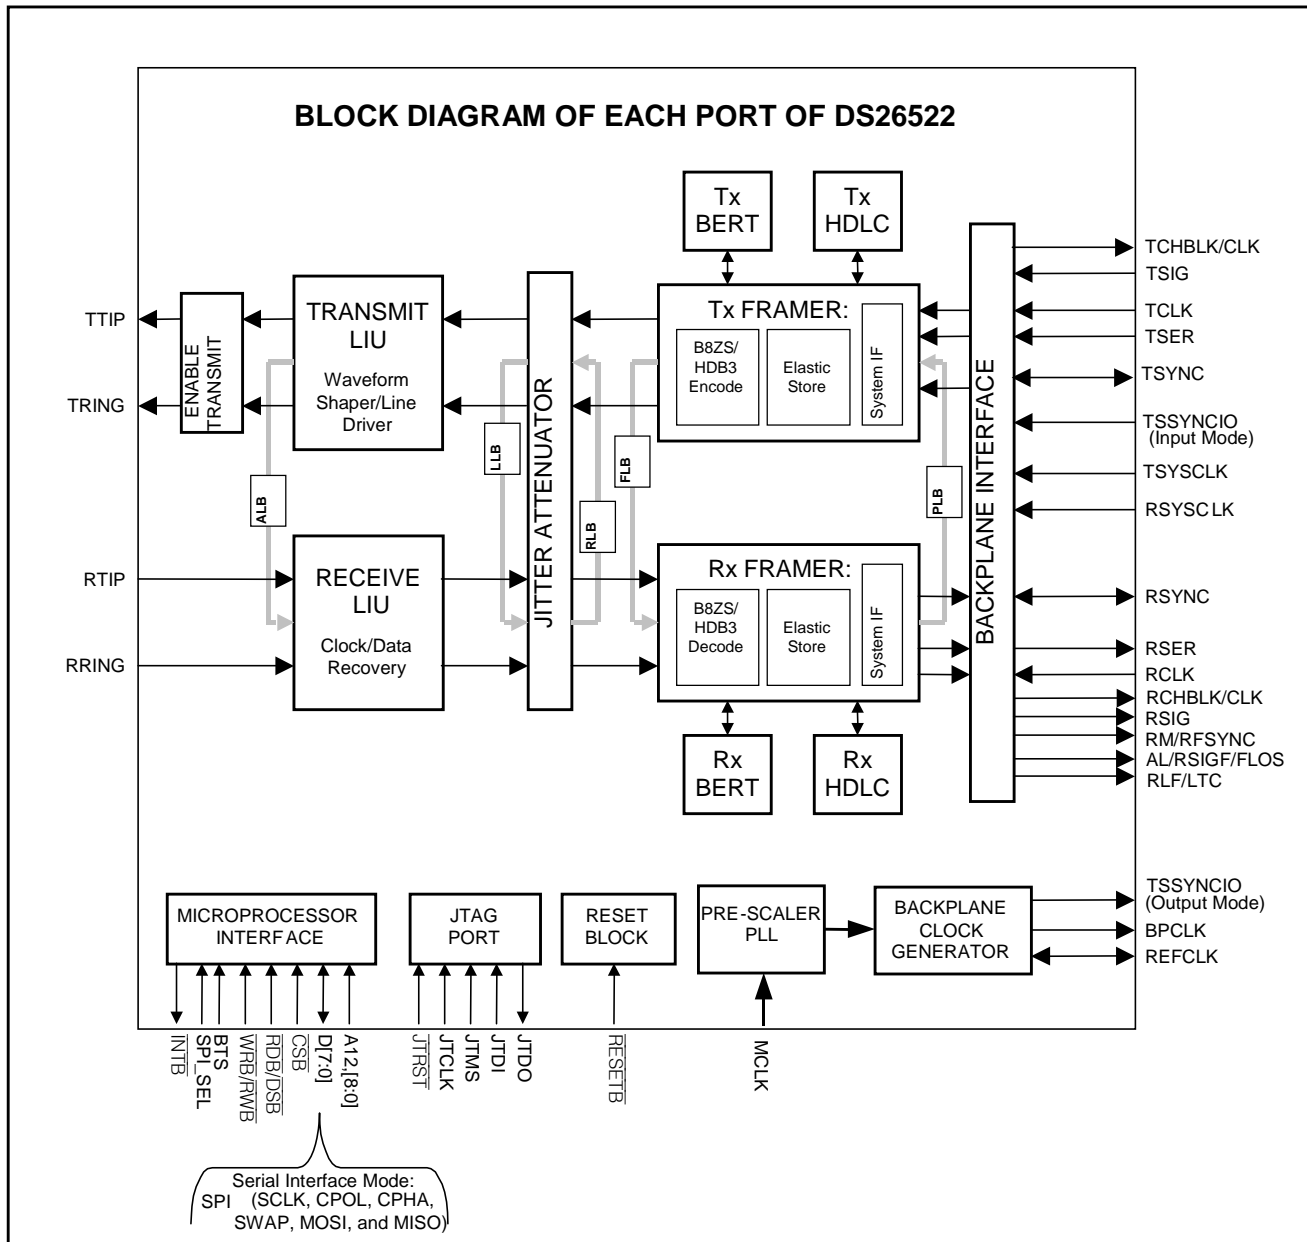 BLOCK DIAGRAM OF EACH PORT OF DS26522
Tx
BERT
Tx
HDLC
TTIP
TRING
ENABLE
TRANSMIT
TRANSMIT
LIU
Waveform
Shaper/Line
Driver
JITTER ATTENUATOR
Tx FRAMER:
B8ZS/
HDB3
Encode
Elastic
Store
System IF
BACKPLANE INTERFACE
TCHBLK/CLK
TSIG
TCLK
TSER
TSYNC
TSSYNCIO
(Input Mode)
TSYSCLK
RSYSCLK
ALB
LLB
RLB
FLB
PLB
RTIP
RRING
RECEIVE
LIU
Clock/Data
Recovery
Rx FRAMER:
B8ZS/
HDB3
Decode
Elastic
Store
System IF
RSYNC
RSER
RCLK
RCHBLK/CLK
RSIG
RM/RFSYNC
AL/RSIGF/FLOS
RLF/LTC
Rx
BERT
Rx
HDLC
MICROPROCESSOR
INTERFACE
JTAG
PORT
RESET
BLOCK
PRE-SCALER
PLL
BACKPLANE
CLOCK
GENERATOR
TSSYNCIO
(Output Mode)
BPCLK
REFCLK
INTB
SPI_SEL
BTS
WRB/RWB
RDB/DSB
CSB
D[7:0]
A12,[8:0]
JTRST
JTCLK
JTMS
JTDI
JTDO
RESETB
MCLK
Serial Interface Mode:
SPI (SCLK, CPOL, CPHA,
SWAP, MOSI, and MISO)